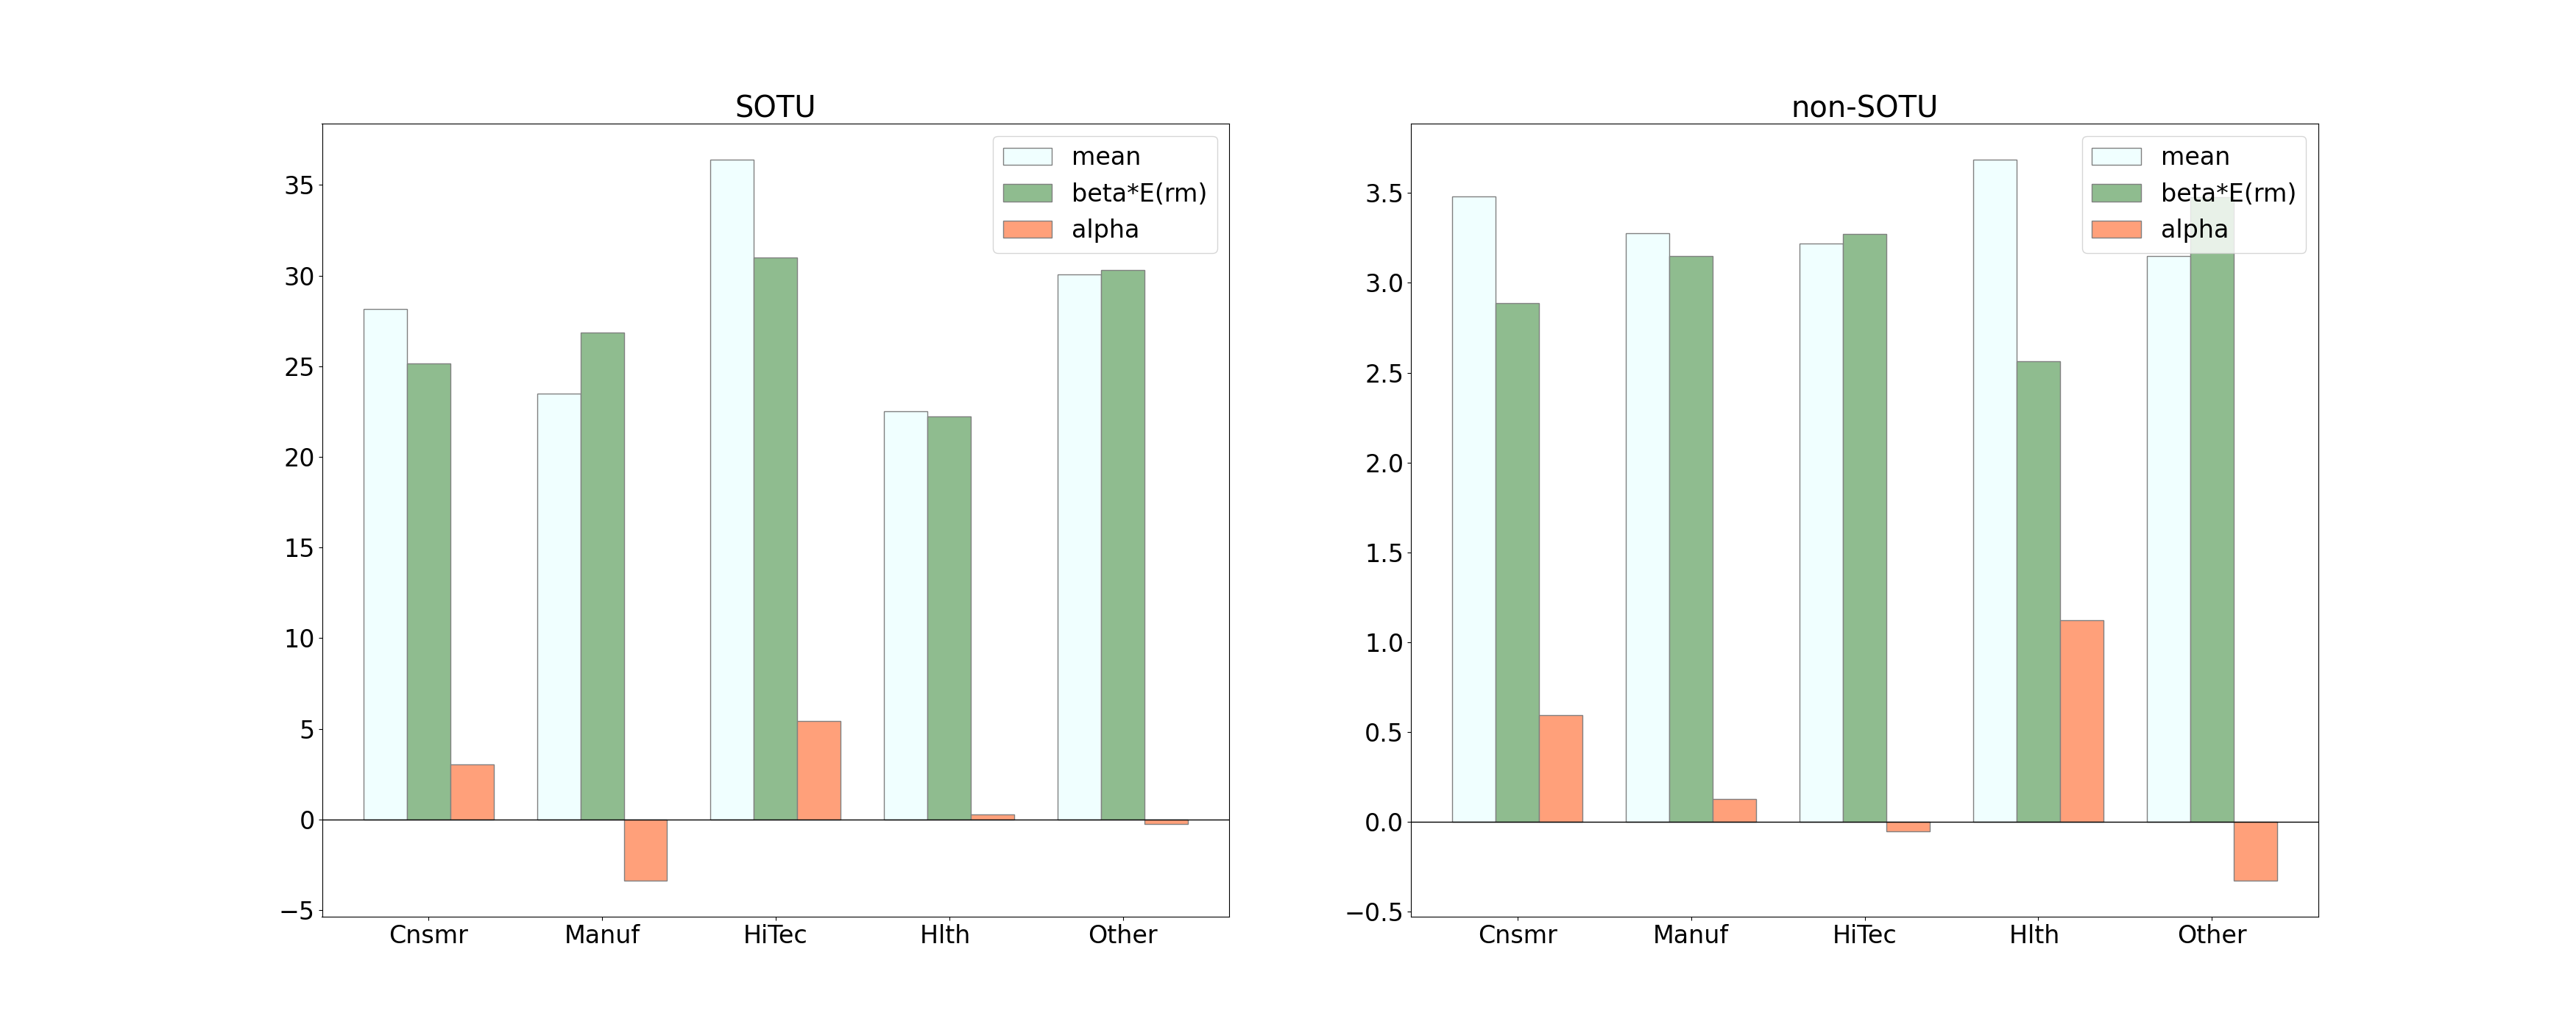 SOTU
mean
beta*E(rm)
alpha
35
30
25
20
15
10
5
0
−5
Cnsmr Manuf HiTec Hlth Other
non-SOTU
mean
beta*E(rm)
alpha
3.5
3.0
2.5
2.0
1.5
1.0
0.5
0.0
−0.5
Cnsmr Manuf HiTec Hlth Other